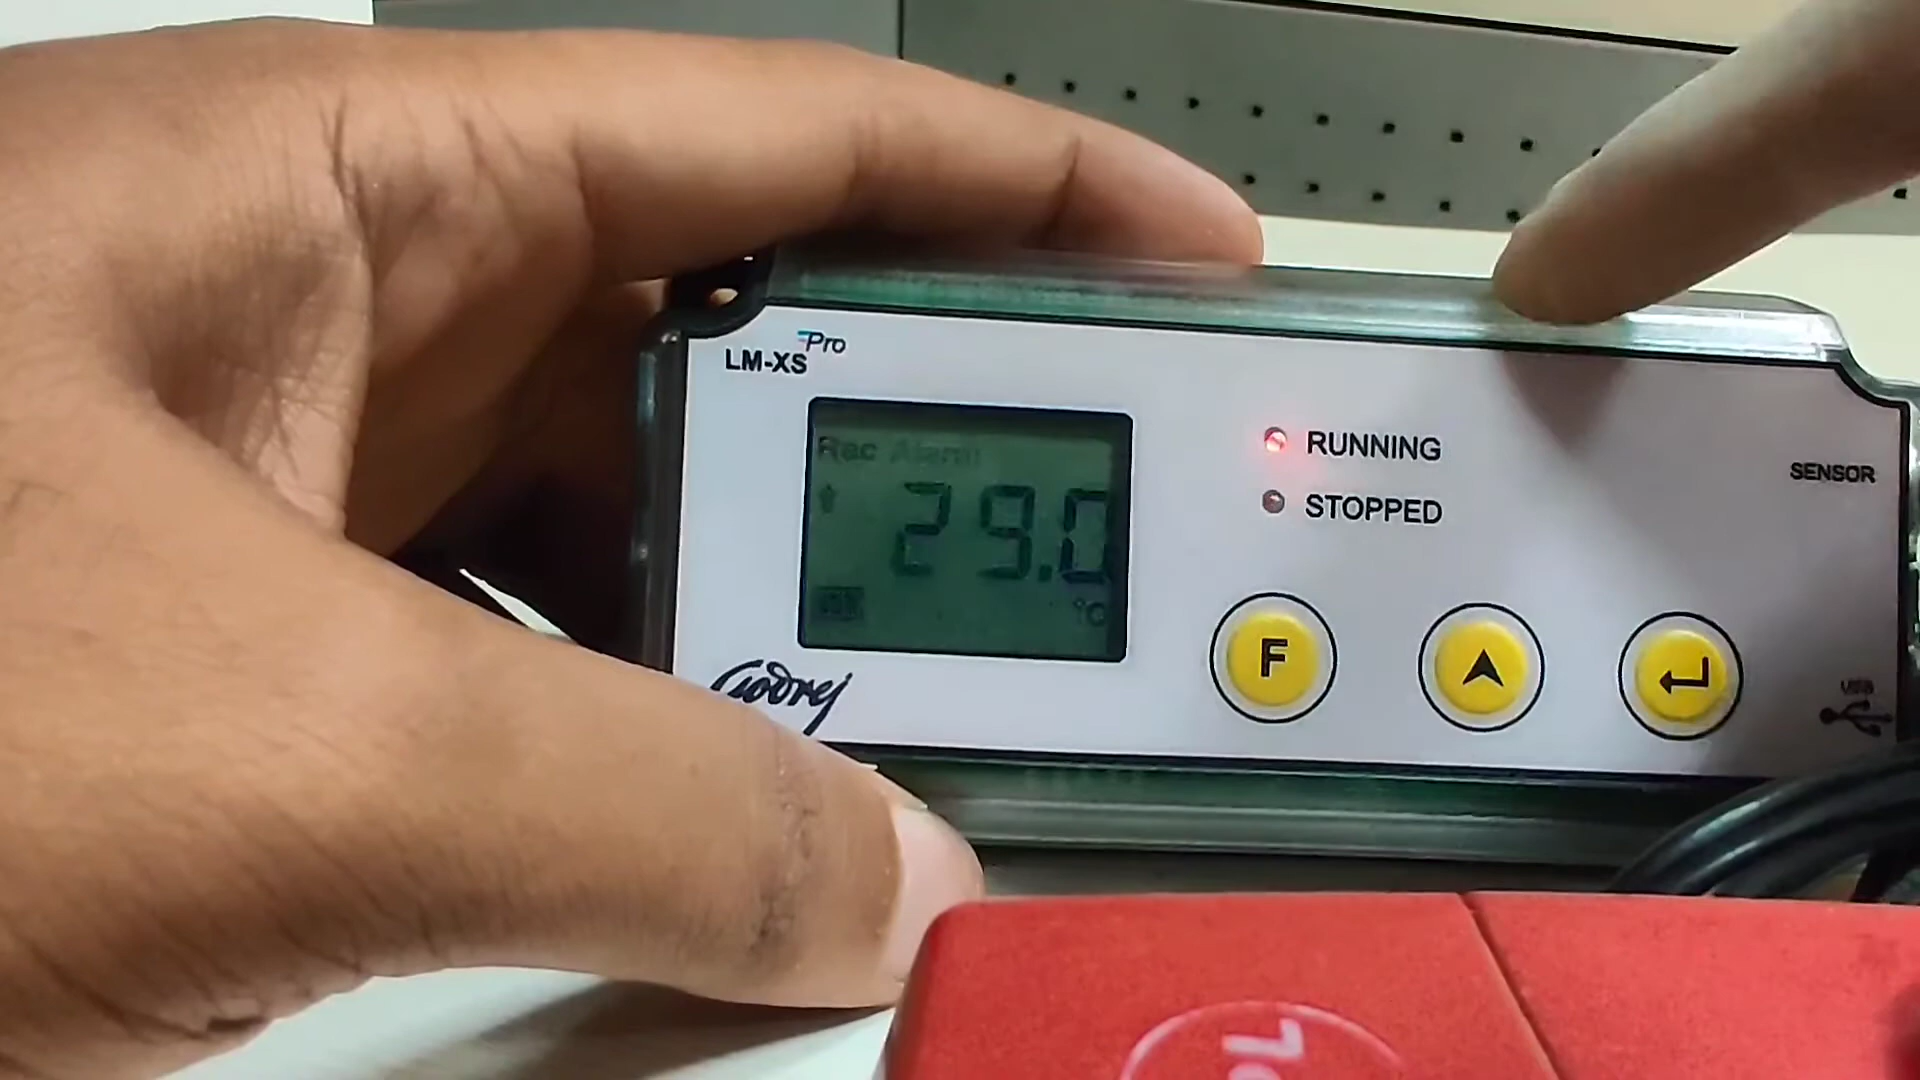 Pro
LM-XS
Rec Alarm
29.0
°C
RUNNING
STOPPED
SENSOR
F
USB
Godrej